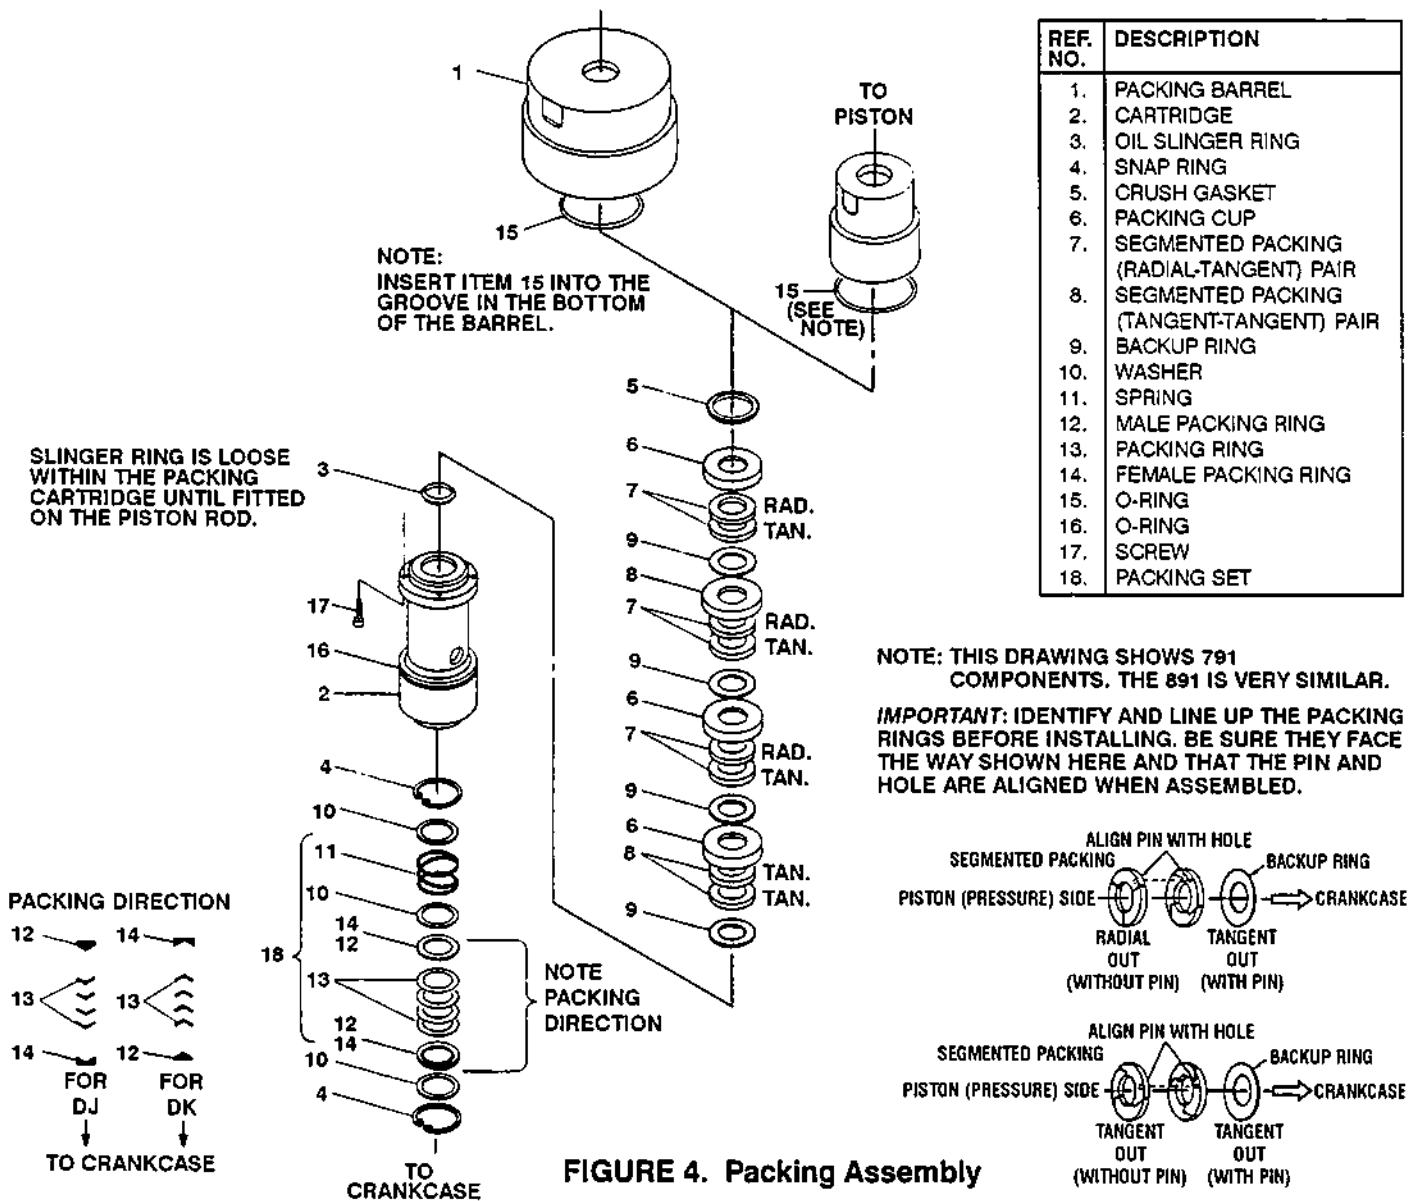 1
TO
PISTON
15
NOTE:
INSERT ITEM 15 INTO THE
GROOVE IN THE BOTTOM
OF THE BARREL.
15
(SEE
NOTE)
REF.
NO.
DESCRIPTION
1. PACKING BARREL
2. CARTRIDGE
3. OIL SLINGER RING
4. SNAP RING
5. CRUSH GASKET
6. PACKING CUP
7. SEGMENTED PACKING
(RADIAL-TANGENT) PAIR
8. SEGMENTED PACKING
(TANGENT-TANGENT) PAIR
9. BACKUP RING
10. WASHER
11. SPRING
12. MALE PACKING RING
13. PACKING RING
14. FEMALE PACKING RING
15. O-RING
16. O-RING
17. SCREW
18. PACKING SET
SLINGER RING IS LOOSE
WITHIN THE PACKING
CARTRIDGE UNTIL FITTED
ON THE PISTON ROD.
3
17
16
2
4
10
11
10
14
12
18
13
12
14
10
4
NOTE
PACKING
DIRECTION
TO
CRANKCASE
5
6
7 RAD.
TAN.
9
8
7 RAD.
TAN.
9
6
7 RAD.
TAN.
9
6
8 TAN.
TAN.
9
PACKING DIRECTION
12 14
13 13
14 12
FOR FOR
DJ DK
TO CRANKCASE
NOTE: THIS DRAWING SHOWS 791
COMPONENTS. THE 891 IS VERY SIMILAR.
IMPORTANT: IDENTIFY AND LINE UP THE PACKING
RINGS BEFORE INSTALLING. BE SURE THEY FACE
THE WAY SHOWN HERE AND THAT THE PIN AND
HOLE ARE ALIGNED WHEN ASSEMBLED.
ALIGN PIN WITH HOLE
SEGMENTED PACKING BACKUP RING
PISTON (PRESSURE) SIDE CRANKCASE
RADIAL TANGENT
OUT OUT
(WITHOUT PIN) (WITH PIN)
ALIGN PIN WITH HOLE
SEGMENTED PACKING BACKUP RING
PISTON (PRESSURE) SIDE CRANKCASE
TANGENT TANGENT
OUT OUT
(WITHOUT PIN) (WITH PIN)
FIGURE 4. Packing Assembly